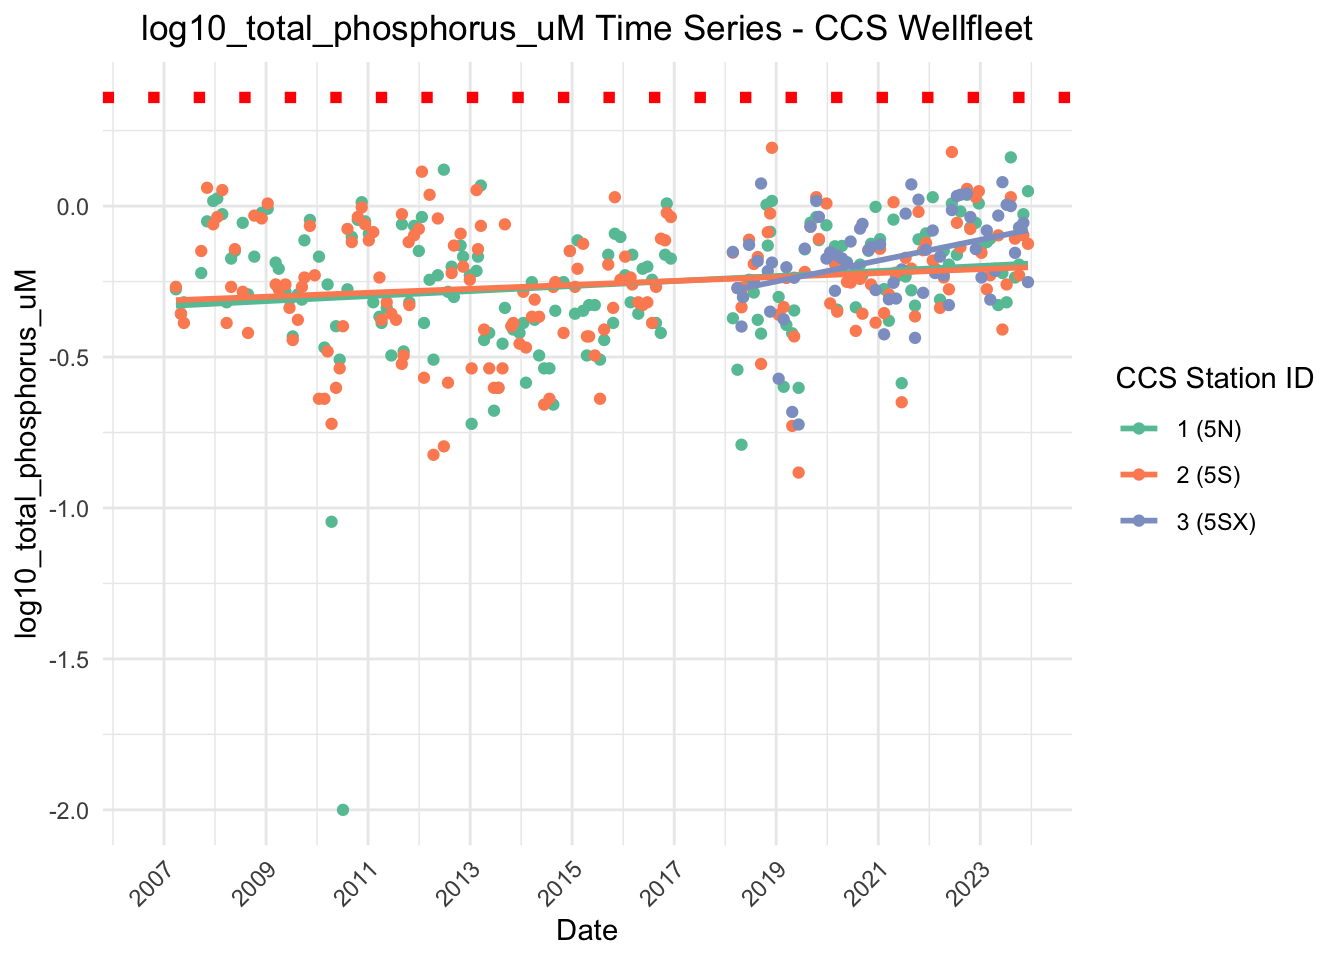 log10_total_phosphorus_uM Time Series - CCS Wellfleet
log10_total_phosphorus_uM
0.0
-0.5
-1.0
-1.5
-2.0
2007
2009
2011
2013
2015
2017
2019
2021
2023
Date
CCS Station ID
1 (5N)
2 (5S)
3 (5SX)